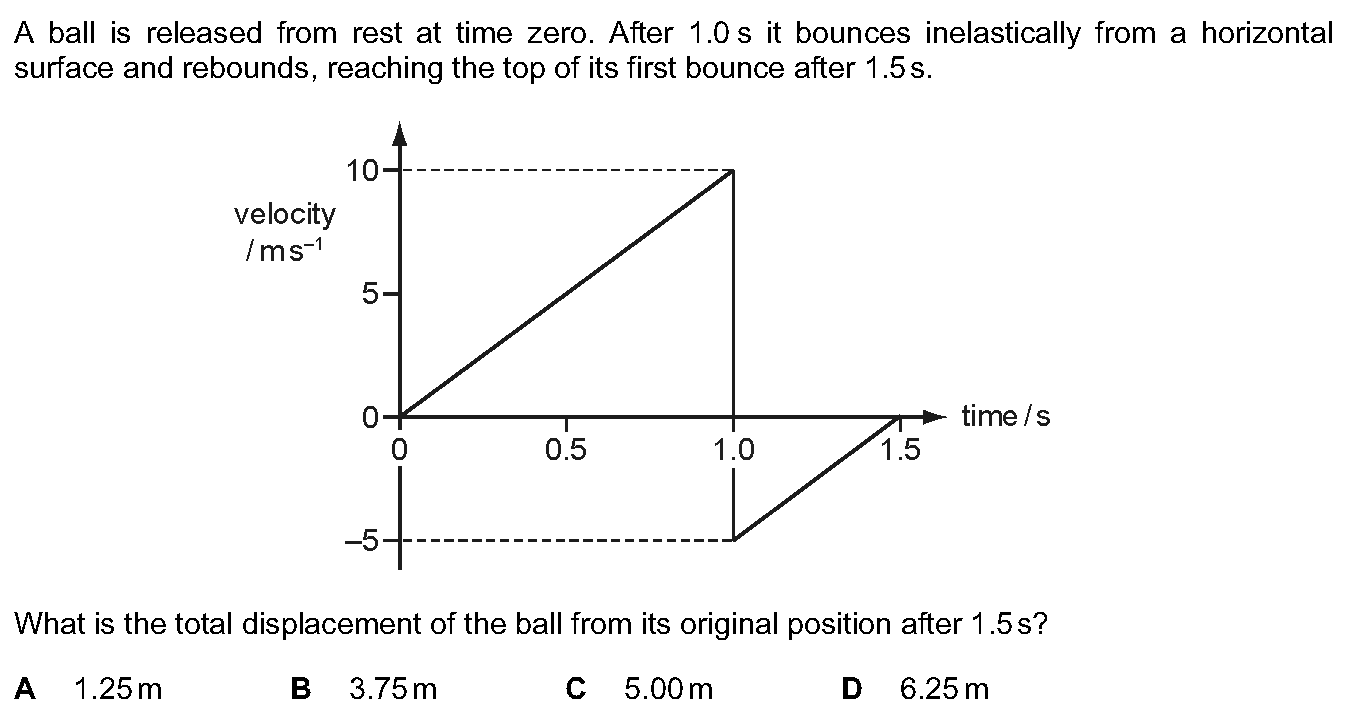 A ball is released from rest at time zero. After 1.0 s it bounces inelastically from a horizontal
surface and rebounds, reaching the top of its first bounce after 1.5 s.
10
velocity
/ m s⁻¹
5
0
time / s
0
0.5
1.0
1.5
–5
What is the total displacement of the ball from its original position after 1.5 s?
A 1.25 m B 3.75 m C 5.00 m D 6.25 m